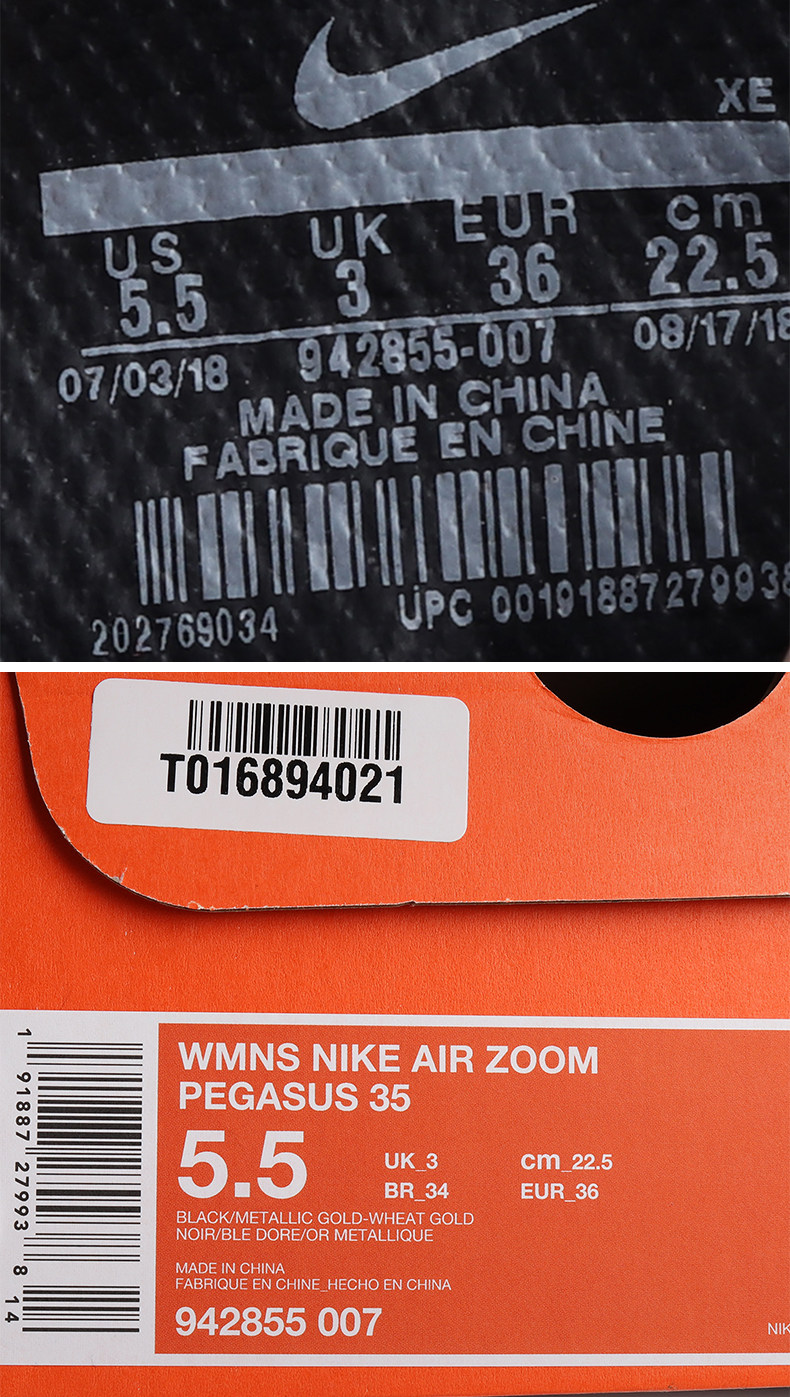 XE
US UK EUR cm
5.5 3 36 22.5
07/03/18 942855-007 08/17/18
MADE IN CHINA
FABRIQUE EN CHINE
202769034 UPC 00191887279938
T016894021
1 91887 27993 8 14
WMNS NIKE AIR ZOOM
PEGASUS 35
5.5 UK_3 cm_22.5
BR_34 EUR_36
BLACK/METALLIC GOLD-WHEAT GOLD
NOIR/BLE DORE/OR METALLIQUE
MADE IN CHINA
FABRIQUE EN CHINE_HECHO EN CHINA
942855 007
NIK